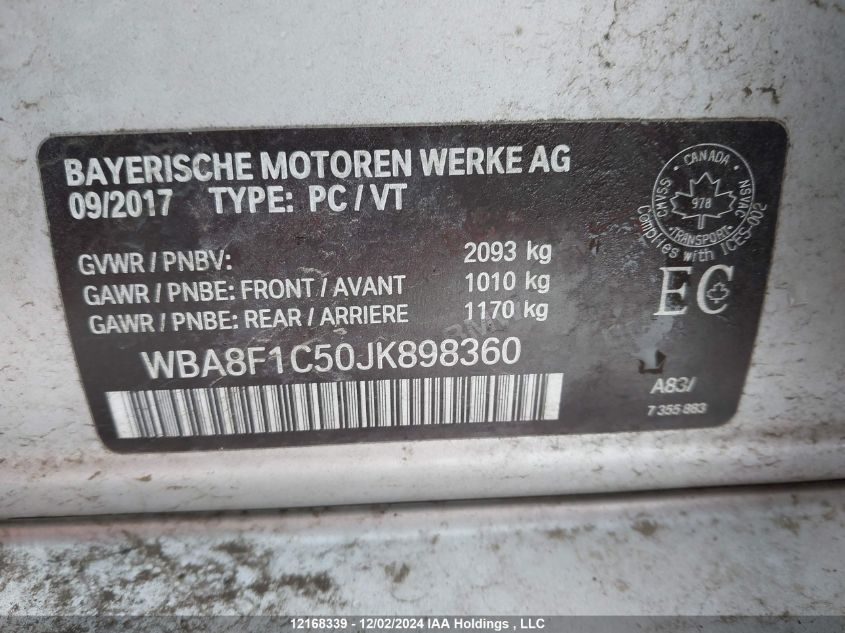 BAYERISCHE MOTOREN WERKE AG
09/2017 TYPE: PC / VT
GVWR / PNBV: 2093 kg
GAWR / PNBE: FRONT / AVANT 1010 kg
GAWR / PNBE: REAR / ARRIERE 1170 kg
WBA8F1C50JK898360
CANADA
CMVSS
NSVAC
978
TRANSPORT
Complies with ICES-002
EC
A83/
7 355 883
12168339 - 12/02/2024 IAA Holdings , LLC